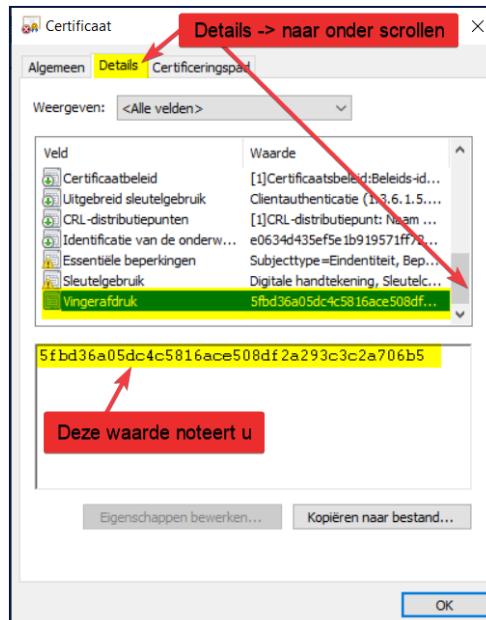 Certificaat
Details -> naar onder scrollen
Algemeen Details Certificeringspad
Weergeven: <Alle velden>
Veld Waarde
Certificaatbeleid [1]Certificaatsbeleid:Beleids-id...
Uitgebreid sleutelgebruik Clientauthenticatie (1.3.6.1.5....
CRL-distributiepunten [1]CRL-distributiepunt: Naam ...
Identificatie van de onderw... e0634d435ef5e1b919571ff72...
Essentiële beperkingen Subjecttype=Eindentiteit, Bep...
Sleutelgebruik Digitale handtekening, Sleutelc...
Vingerafdruk 5fbd36a05dc4c5816ace508df...
5fbd36a05dc4c5816ace508df2a293c3c2a706b5
Deze waarde noteert u
Eigenschappen bewerken... Kopiëren naar bestand...
OK